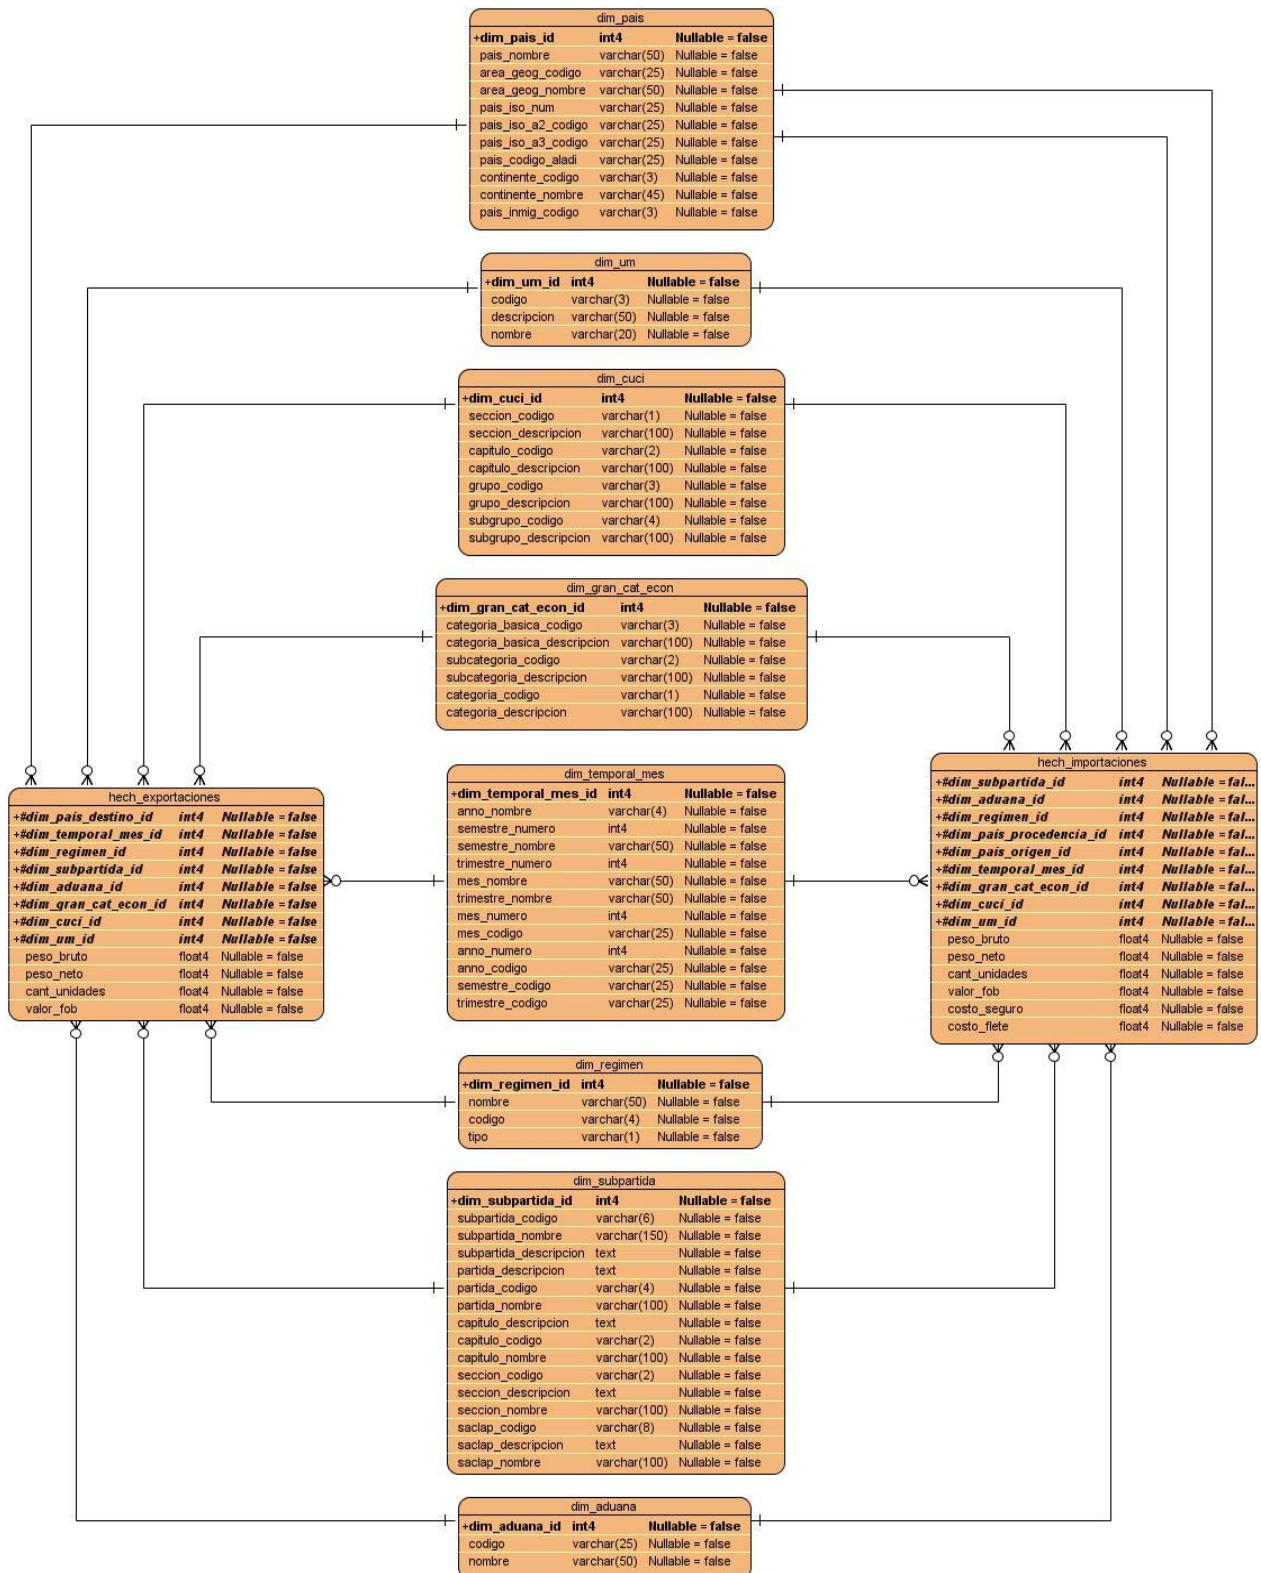 dim_pais
+dim_pais_id int4 Nullable = false
pais_nombre varchar(50) Nullable = false
area_geog_codigo varchar(25) Nullable = false
area_geog_nombre varchar(50) Nullable = false
pais_iso_num varchar(25) Nullable = false
pais_iso_a2_codigo varchar(25) Nullable = false
pais_iso_a3_codigo varchar(25) Nullable = false
pais_codigo_aladi varchar(25) Nullable = false
continente_codigo varchar(3) Nullable = false
continente_nombre varchar(45) Nullable = false
pais_inmig_codigo varchar(3) Nullable = false
dim_um
+dim_um_id int4 Nullable = false
codigo varchar(3) Nullable = false
descripcion varchar(50) Nullable = false
nombre varchar(20) Nullable = false
dim_cuci
+dim_cuci_id int4 Nullable = false
seccion_codigo varchar(1) Nullable = false
seccion_descripcion varchar(100) Nullable = false
capitulo_codigo varchar(2) Nullable = false
capitulo_descripcion varchar(100) Nullable = false
grupo_codigo varchar(3) Nullable = false
grupo_descripcion varchar(100) Nullable = false
subgrupo_codigo varchar(4) Nullable = false
subgrupo_descripcion varchar(100) Nullable = false
dim_gran_cat_econ
+dim_gran_cat_econ_id int4 Nullable = false
categoria_basica_codigo varchar(3) Nullable = false
categoria_basica_descripcion varchar(100) Nullable = false
subcategoria_codigo varchar(2) Nullable = false
subcategoria_descripcion varchar(100) Nullable = false
categoria_codigo varchar(1) Nullable = false
categoria_descripcion varchar(100) Nullable = false
hech_exportaciones
+#dim_pais_destino_id int4 Nullable = false
+#dim_temporal_mes_id int4 Nullable = false
+#dim_regimen_id int4 Nullable = false
+#dim_subpartida_id int4 Nullable = false
+#dim_aduana_id int4 Nullable = false
+#dim_gran_cat_econ_id int4 Nullable = false
+#dim_cuci_id int4 Nullable = false
+#dim_um_id int4 Nullable = false
peso_bruto float4 Nullable = false
peso_neto float4 Nullable = false
cant_unidades float4 Nullable = false
valor_fob float4 Nullable = false
dim_temporal_mes
+dim_temporal_mes_id int4 Nullable = false
anno_nombre varchar(4) Nullable = false
semestre_numero int4 Nullable = false
semestre_nombre varchar(50) Nullable = false
trimestre_numero int4 Nullable = false
mes_nombre varchar(50) Nullable = false
trimestre_nombre varchar(50) Nullable = false
mes_numero int4 Nullable = false
mes_codigo varchar(25) Nullable = false
anno_numero int4 Nullable = false
anno_codigo varchar(25) Nullable = false
semestre_codigo varchar(25) Nullable = false
trimestre_codigo varchar(25) Nullable = false
hech_importaciones
+#dim_subpartida_id int4 Nullable = fal...
+#dim_aduana_id int4 Nullable = fal...
+#dim_regimen_id int4 Nullable = fal...
+#dim_pais_procedencia_id int4 Nullable = fal...
+#dim_pais_origen_id int4 Nullable = fal...
+#dim_temporal_mes_id int4 Nullable = fal...
+#dim_gran_cat_econ_id int4 Nullable = fal...
+#dim_cuci_id int4 Nullable = fal...
+#dim_um_id int4 Nullable = fal...
peso_bruto float4 Nullable = false
peso_neto float4 Nullable = false
cant_unidades float4 Nullable = false
valor_fob float4 Nullable = false
costo_seguro float4 Nullable = false
costo_flete float4 Nullable = false
dim_regimen
+dim_regimen_id int4 Nullable = false
nombre varchar(50) Nullable = false
codigo varchar(4) Nullable = false
tipo varchar(1) Nullable = false
dim_subpartida
+dim_subpartida_id int4 Nullable = false
subpartida_codigo varchar(6) Nullable = false
subpartida_nombre varchar(150) Nullable = false
subpartida_descripcion text Nullable = false
partida_descripcion text Nullable = false
partida_codigo varchar(4) Nullable = false
partida_nombre varchar(100) Nullable = false
capitulo_descripcion text Nullable = false
capitulo_codigo varchar(2) Nullable = false
capitulo_nombre varchar(100) Nullable = false
seccion_codigo varchar(2) Nullable = false
seccion_descripcion text Nullable = false
seccion_nombre varchar(100) Nullable = false
saclap_codigo varchar(8) Nullable = false
saclap_descripcion text Nullable = false
saclap_nombre varchar(100) Nullable = false
dim_aduana
+dim_aduana_id int4 Nullable = false
codigo varchar(25) Nullable = false
nombre varchar(50) Nullable = false